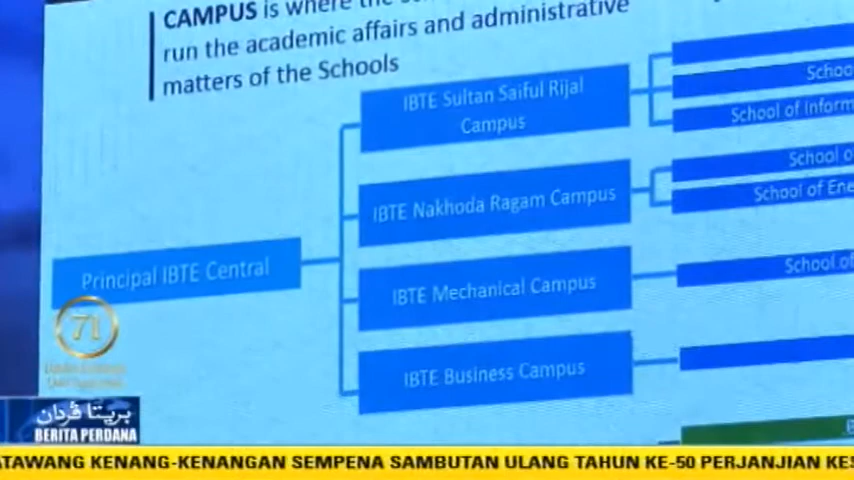 CAMPUS is where the
run the academic affairs and administrative
matters of the Schools
IBTE Sultan Saiful Rijal
Campus
School of Inform
IBTE Nakhoda Ragam Campus
School of
School of Ene
Principal IBTE Central
IBTE Mechanical Campus
School of
IBTE Business Campus
71
بريتا ڤردان
BERITA PERDANA
ATAWANG KENANG-KENANGAN SEMPENA SAMBUTAN ULANG TAHUN KE-50 PERJANJIAN KES